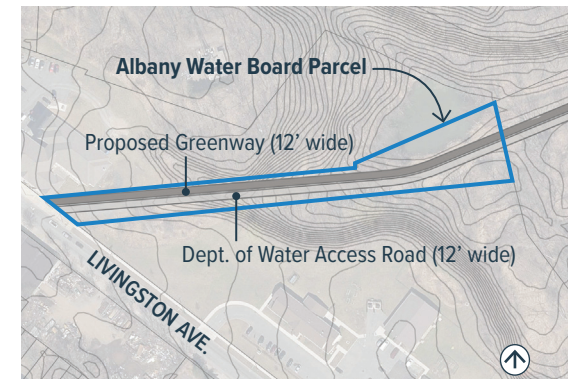 Albany Water Board Parcel
Proposed Greenway (12’ wide)
Dept. of Water Access Road (12’ wide)
LIVINGSTON AVE.